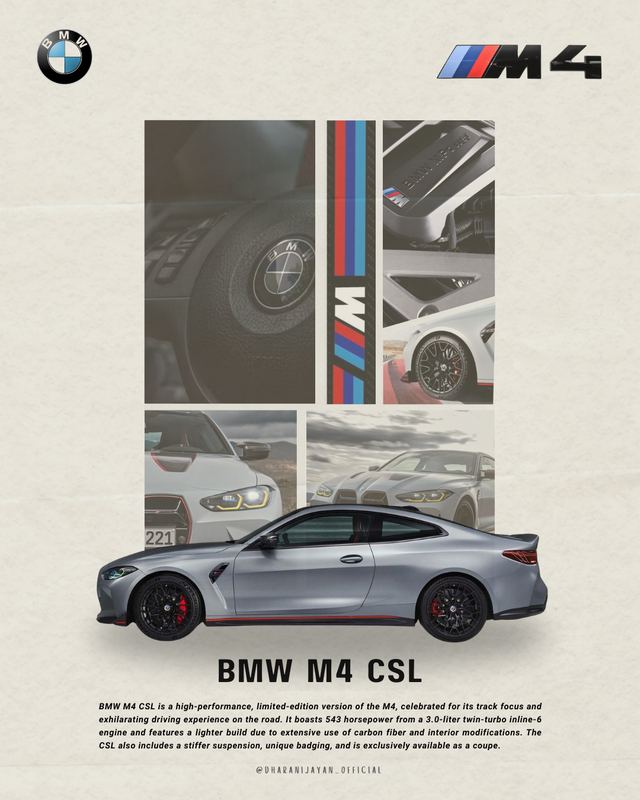 BMW
M4
BMW
BMW M Power
M
M
221
BMW M4 CSL
BMW M4 CSL is a high-performance, limited-edition version of the M4, celebrated for its track focus and
exhilarating driving experience on the road. It boasts 543 horsepower from a 3.0-liter twin-turbo inline-6
engine and features a lighter build due to extensive use of carbon fiber and interior modifications. The
CSL also includes a stiffer suspension, unique badging, and is exclusively available as a coupe.
@DHARANIJAYAN_OFFICIAL